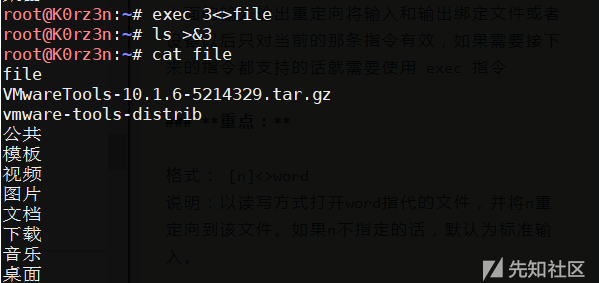 root@K0rz3n:~# exec 3<>file
root@K0rz3n:~# ls >&3
root@K0rz3n:~# cat file
file
VMwareTools-10.1.6-5214329.tar.gz
vmware-tools-distrib
公共
模板
视频
图片
文档
下载
音乐
桌面
出重定向将输入和输出绑定文件或者
后只对当前的那条指令有效,如果需要接下
的指令都支持的话就需要使用 exec 指令
**重点:**
格式: [n]<>word
说明:以读写方式打开word指代的文件,并将n重
定向到该文件。如果n不指定的话,默认为标准输
入。
先知社区